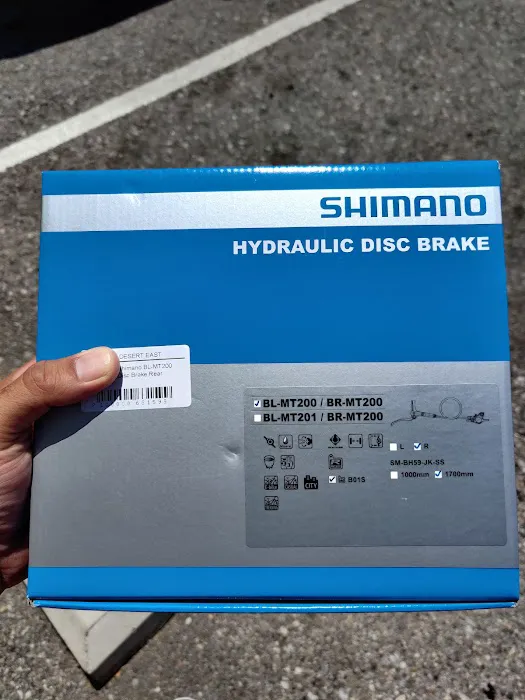 SHIMANO
HYDRAULIC DISC BRAKE
DESERT EAST
BL-MT200
Disc Brake Rear
BL-MT200 / BR-MT200
BL-MT201 / BR-MT200
L R
SM-BH59-JK-SS
1000mm 1700mm
B01S
CITY